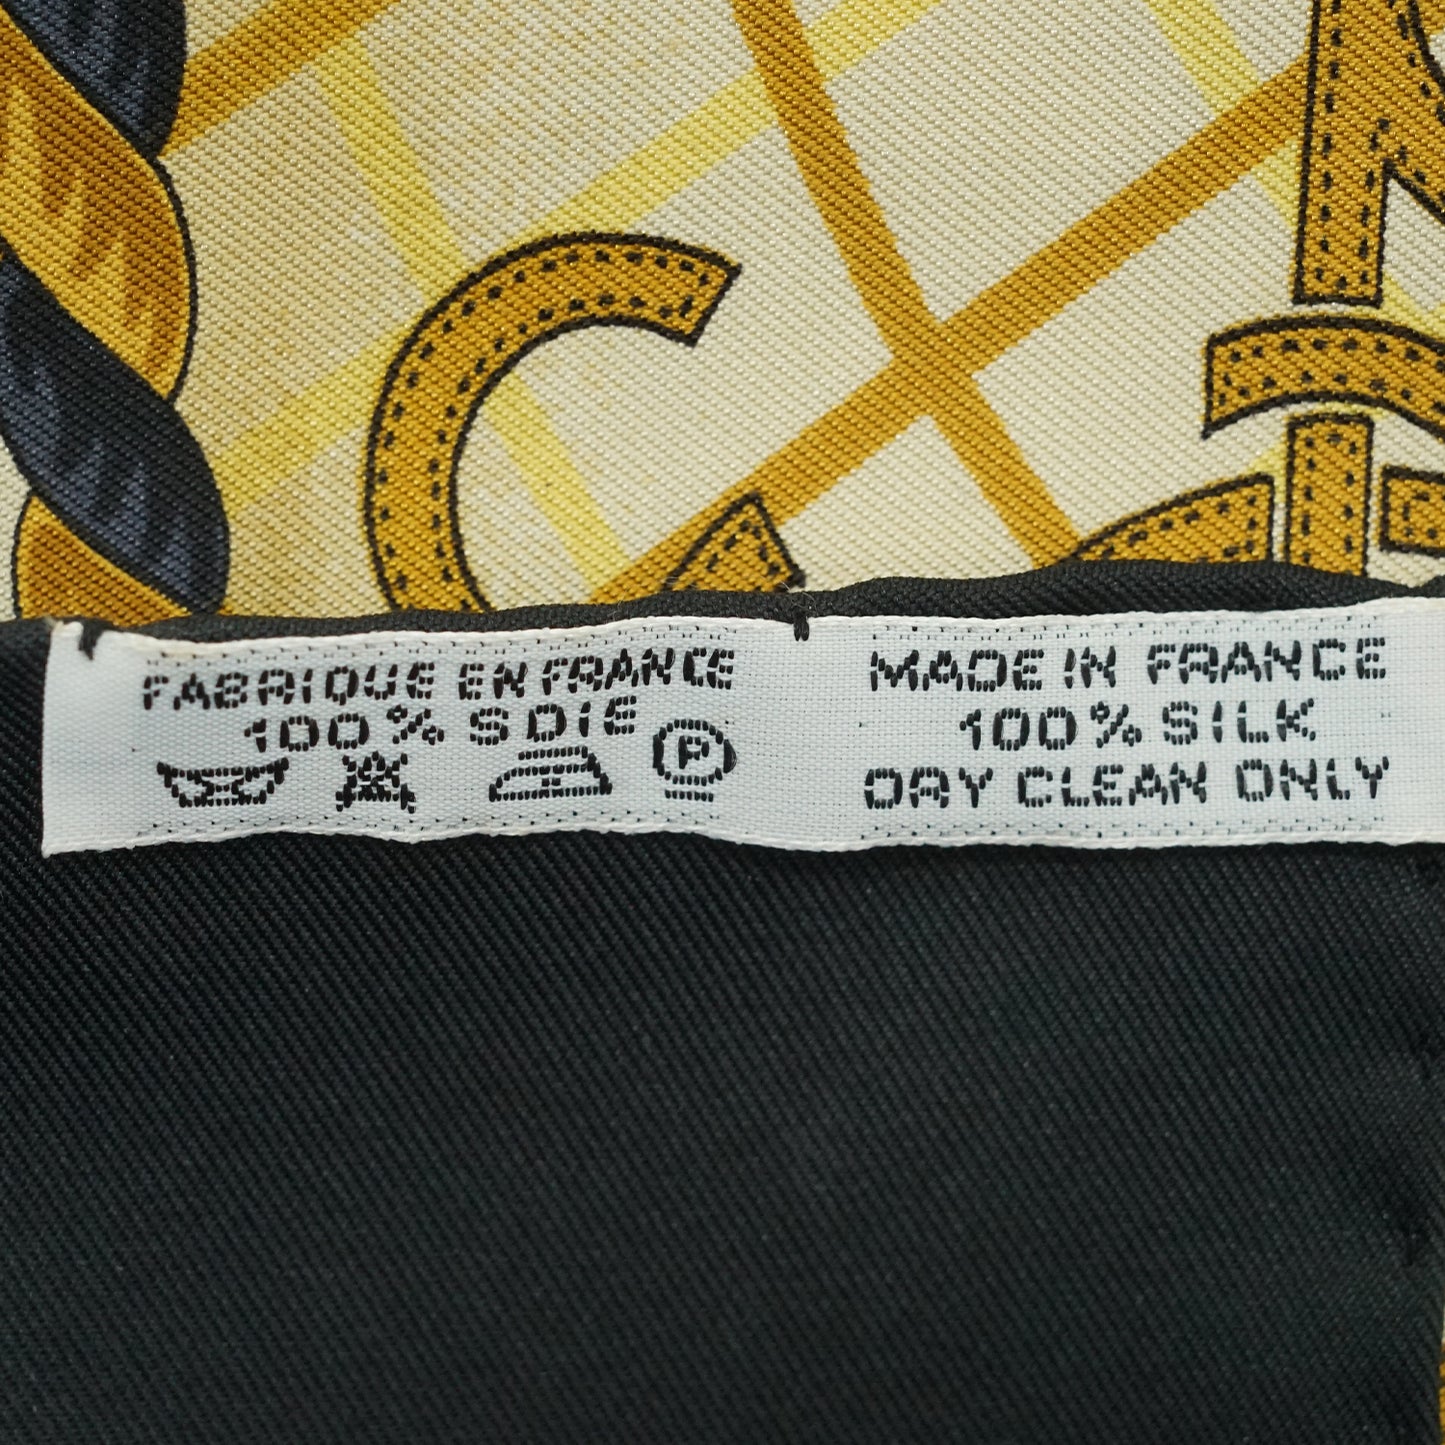 FABRIQUE EN FRANCE
100% SOIE
P
MADE IN FRANCE
100% SILK
DRY CLEAN ONLY